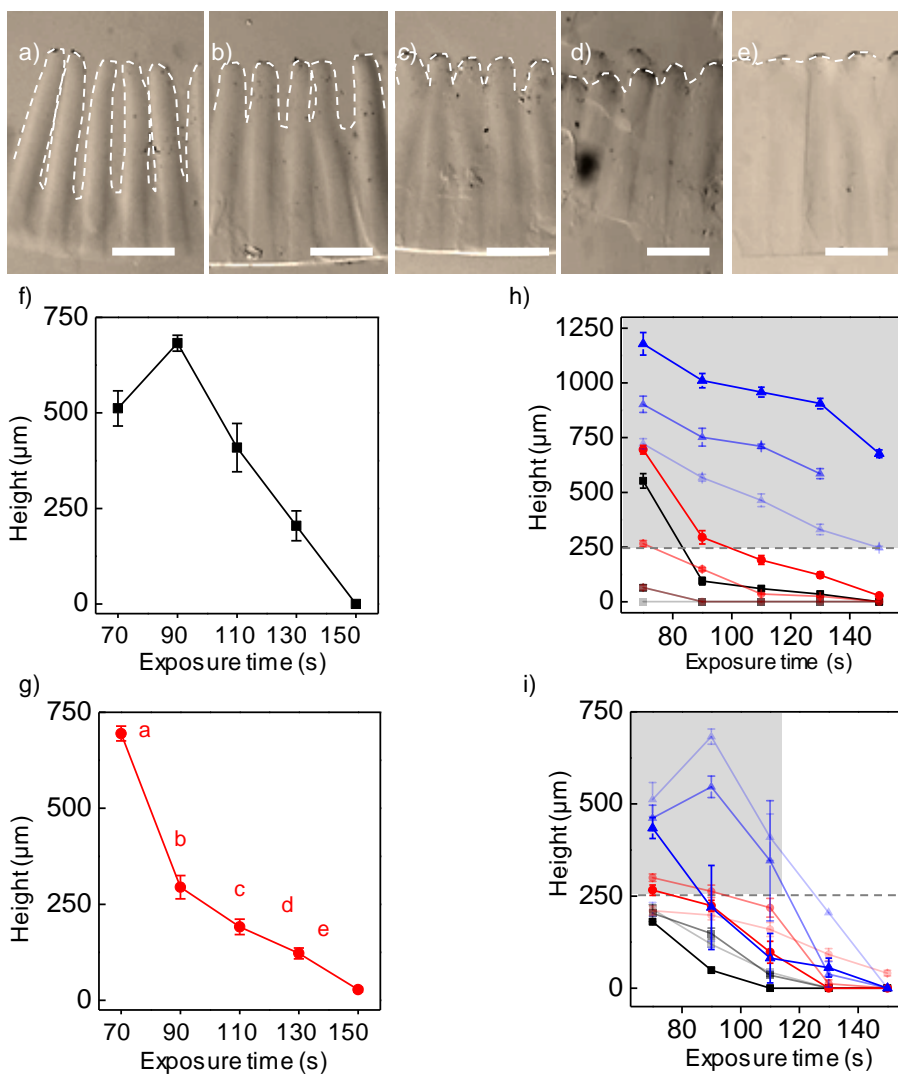 a)
b)
c)
d)
e)
f)
750
500
250
0
70 90 110 130 150
Height (µm)
Exposure time (s)
h)
1250
1000
750
500
250
0
80 100 120 140
Height (µm)
Exposure time (s)
g)
750
500
250
0
70 90 110 130 150
Height (µm)
Exposure time (s)
a
b
c
d
e
i)
750
500
250
0
80 100 120 140
Height (µm)
Exposure time (s)